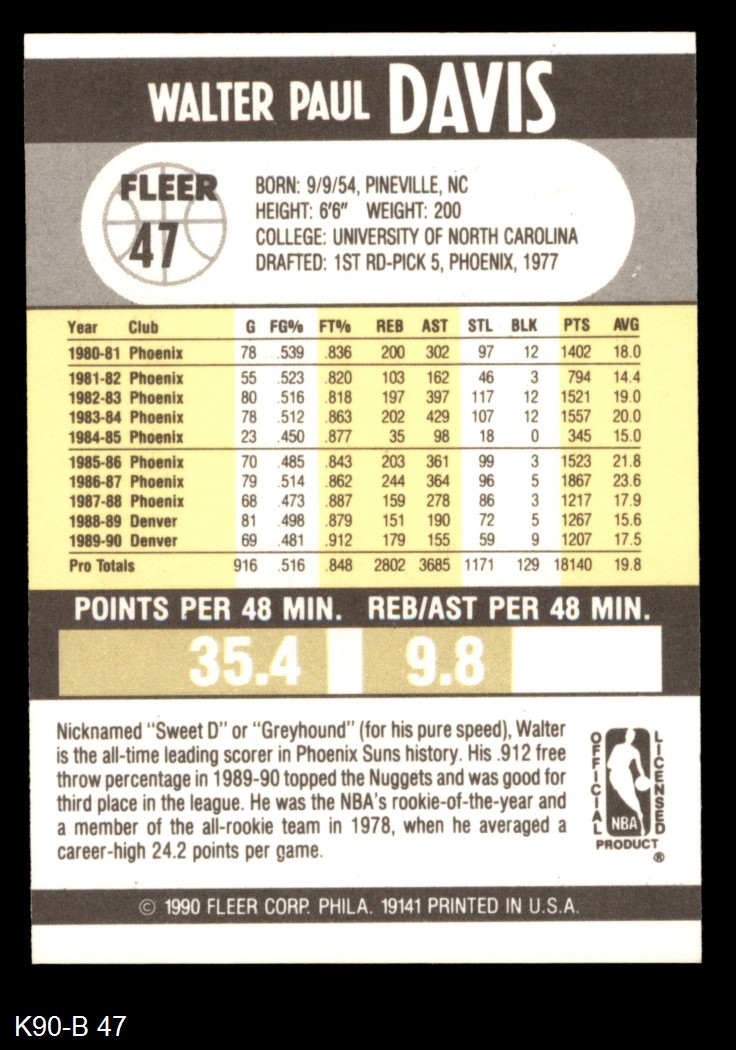 WALTER PAUL DAVIS
FLEER
47
BORN: 9/9/54, PINEVILLE, NC
HEIGHT: 6'6" WEIGHT: 200
COLLEGE: UNIVERSITY OF NORTH CAROLINA
DRAFTED: 1ST RD-PICK 5, PHOENIX, 1977
Year Club G FG% FT% REB AST STL BLK PTS AVG
1980-81 Phoenix 78 .539 .836 200 302 97 12 1402 18.0
1981-82 Phoenix 55 .523 .820 103 162 46 3 794 14.4
1982-83 Phoenix 80 .516 .818 197 397 117 12 1521 19.0
1983-84 Phoenix 78 .512 .863 202 429 107 12 1557 20.0
1984-85 Phoenix 23 .450 .877 35 98 18 0 345 15.0
1985-86 Phoenix 70 .485 .843 203 361 99 3 1523 21.8
1986-87 Phoenix 79 .514 .862 244 364 96 5 1867 23.6
1987-88 Phoenix 68 .473 .887 159 278 86 3 1217 17.9
1988-89 Denver 81 .498 .879 151 190 72 5 1267 15.6
1989-90 Denver 69 .481 .912 179 155 59 9 1207 17.5
Pro Totals 916 .516 .848 2802 3685 1171 129 18140 19.8
POINTS PER 48 MIN. REB/AST PER 48 MIN.
35.4 9.8
Nicknamed "Sweet D" or "Greyhound" (for his pure speed), Walter
is the all-time leading scorer in Phoenix Suns history. His .912 free
throw percentage in 1989-90 topped the Nuggets and was good for
third place in the league. He was the NBA's rookie-of-the-year and
a member of the all-rookie team in 1978, when he averaged a
career-high 24.2 points per game.
OFFICIAL
LICENSED
NBA
PRODUCT
®
© 1990 FLEER CORP. PHILA. 19141 PRINTED IN U.S.A.
K90-B 47